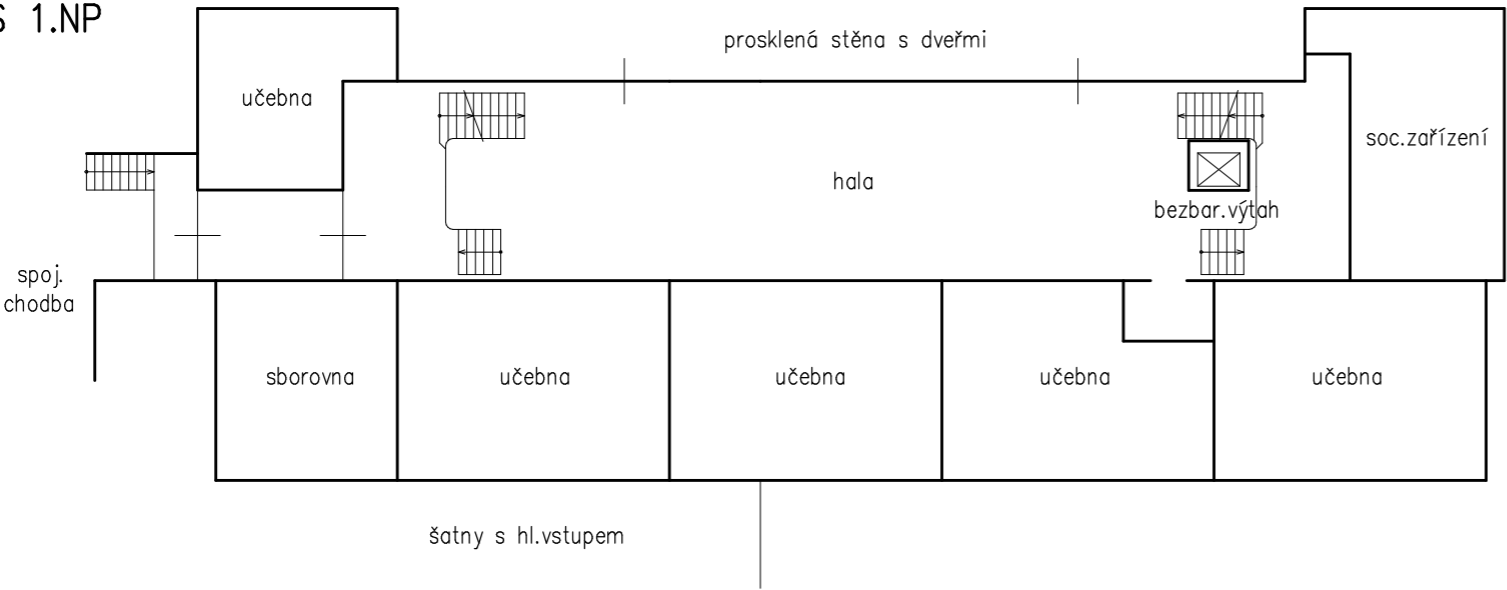 1.NP
prosklená stěna s dveřmi
učebna
soc.zařízení
hala
bezbar.výtah
spoj.
chodba
sborovna
učebna
učebna
učebna
učebna
šatny s hl.vstupem